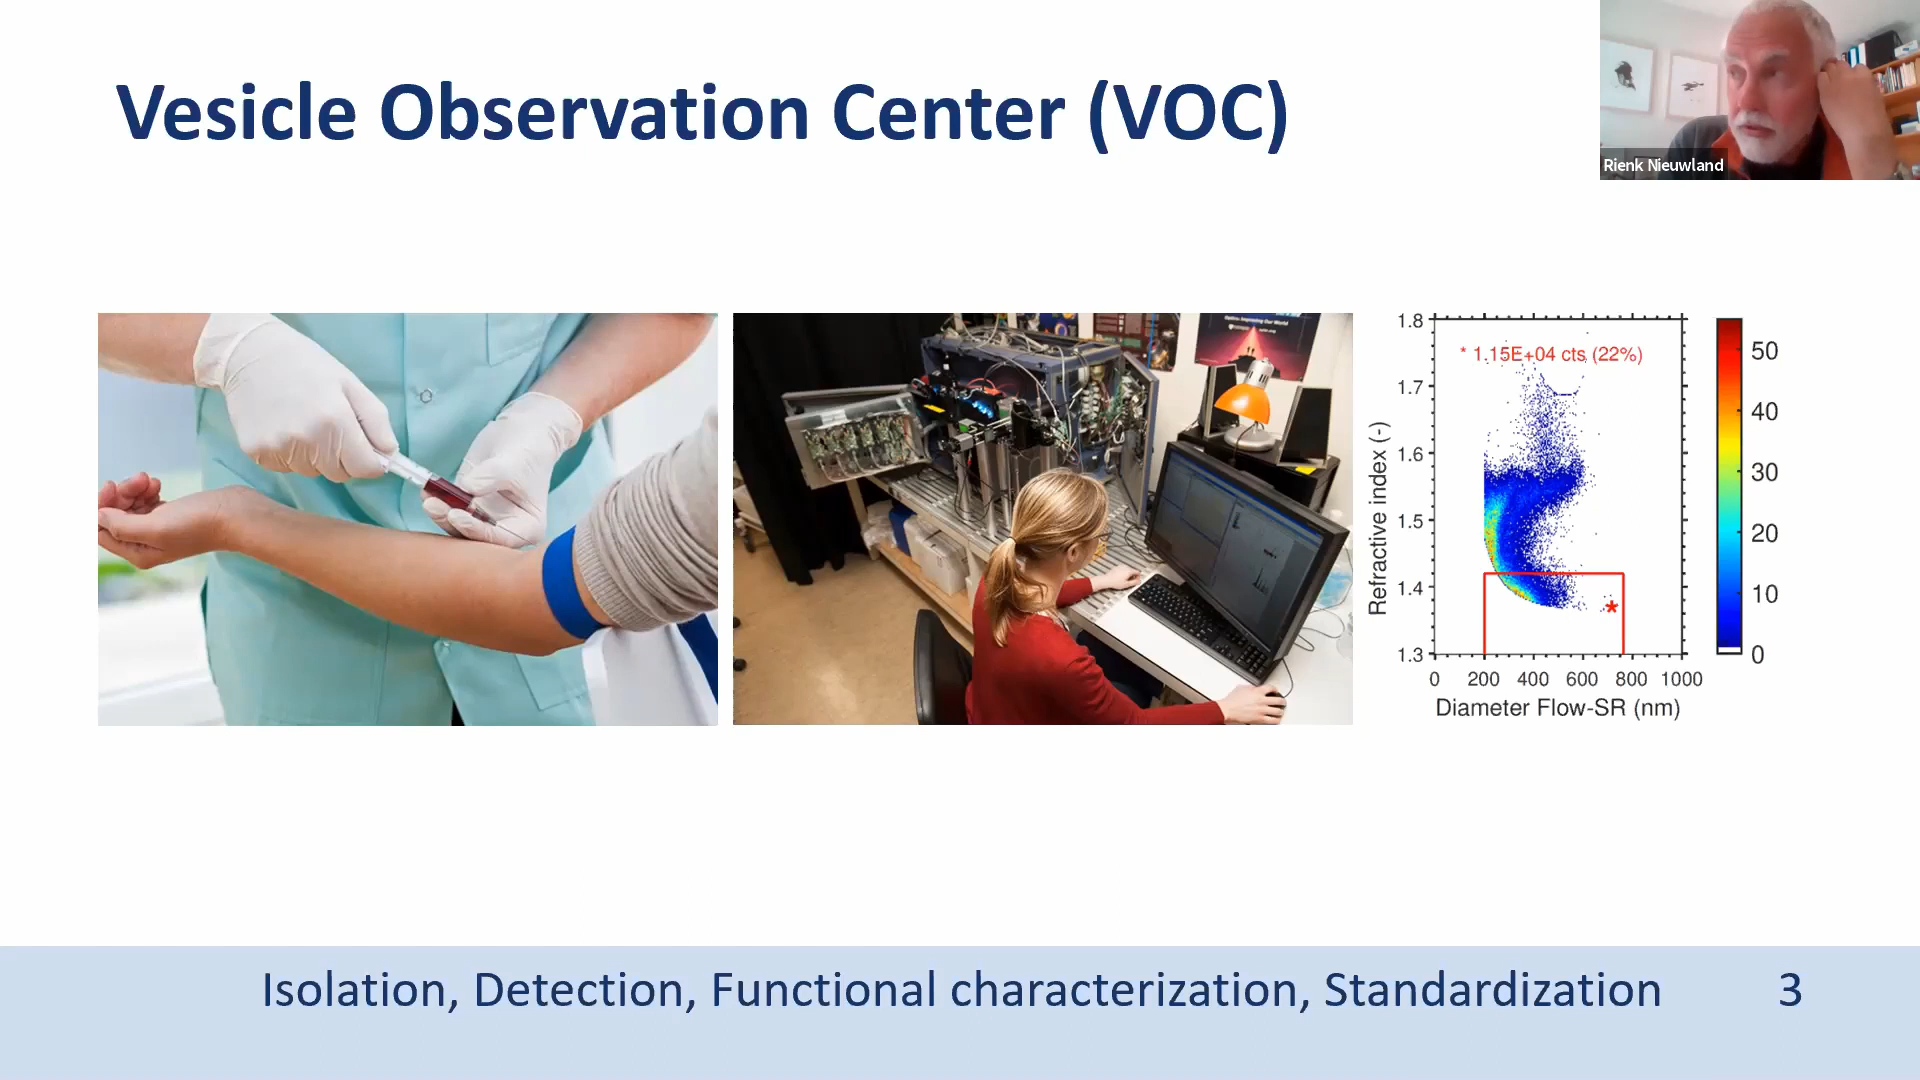 Vesicle Observation Center (VOC)
Rienk Nieuwland
* 1.15E+04 cts (22%)
1.8
1.7
1.6
1.5
1.4
1.3
Refractive index (-)
*
0 200 400 600 800 1000
Diameter Flow-SR (nm)
50
40
30
20
10
0
Isolation, Detection, Functional characterization, Standardization 3